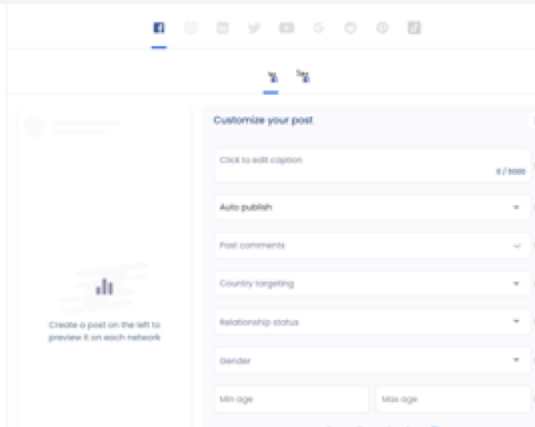 Customize your post
Click to edit caption
0 / 5000
Auto publish
Post comments
Country targeting
Relationship status
Gender
Min age
Max age
Create a post on the left to
preview it on each network